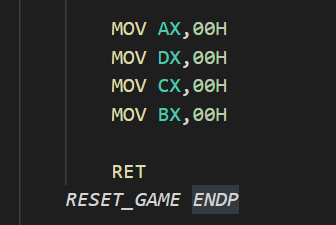 MOV AX,00H
MOV DX,00H
MOV CX,00H
MOV BX,00H
RET
RESET_GAME ENDP